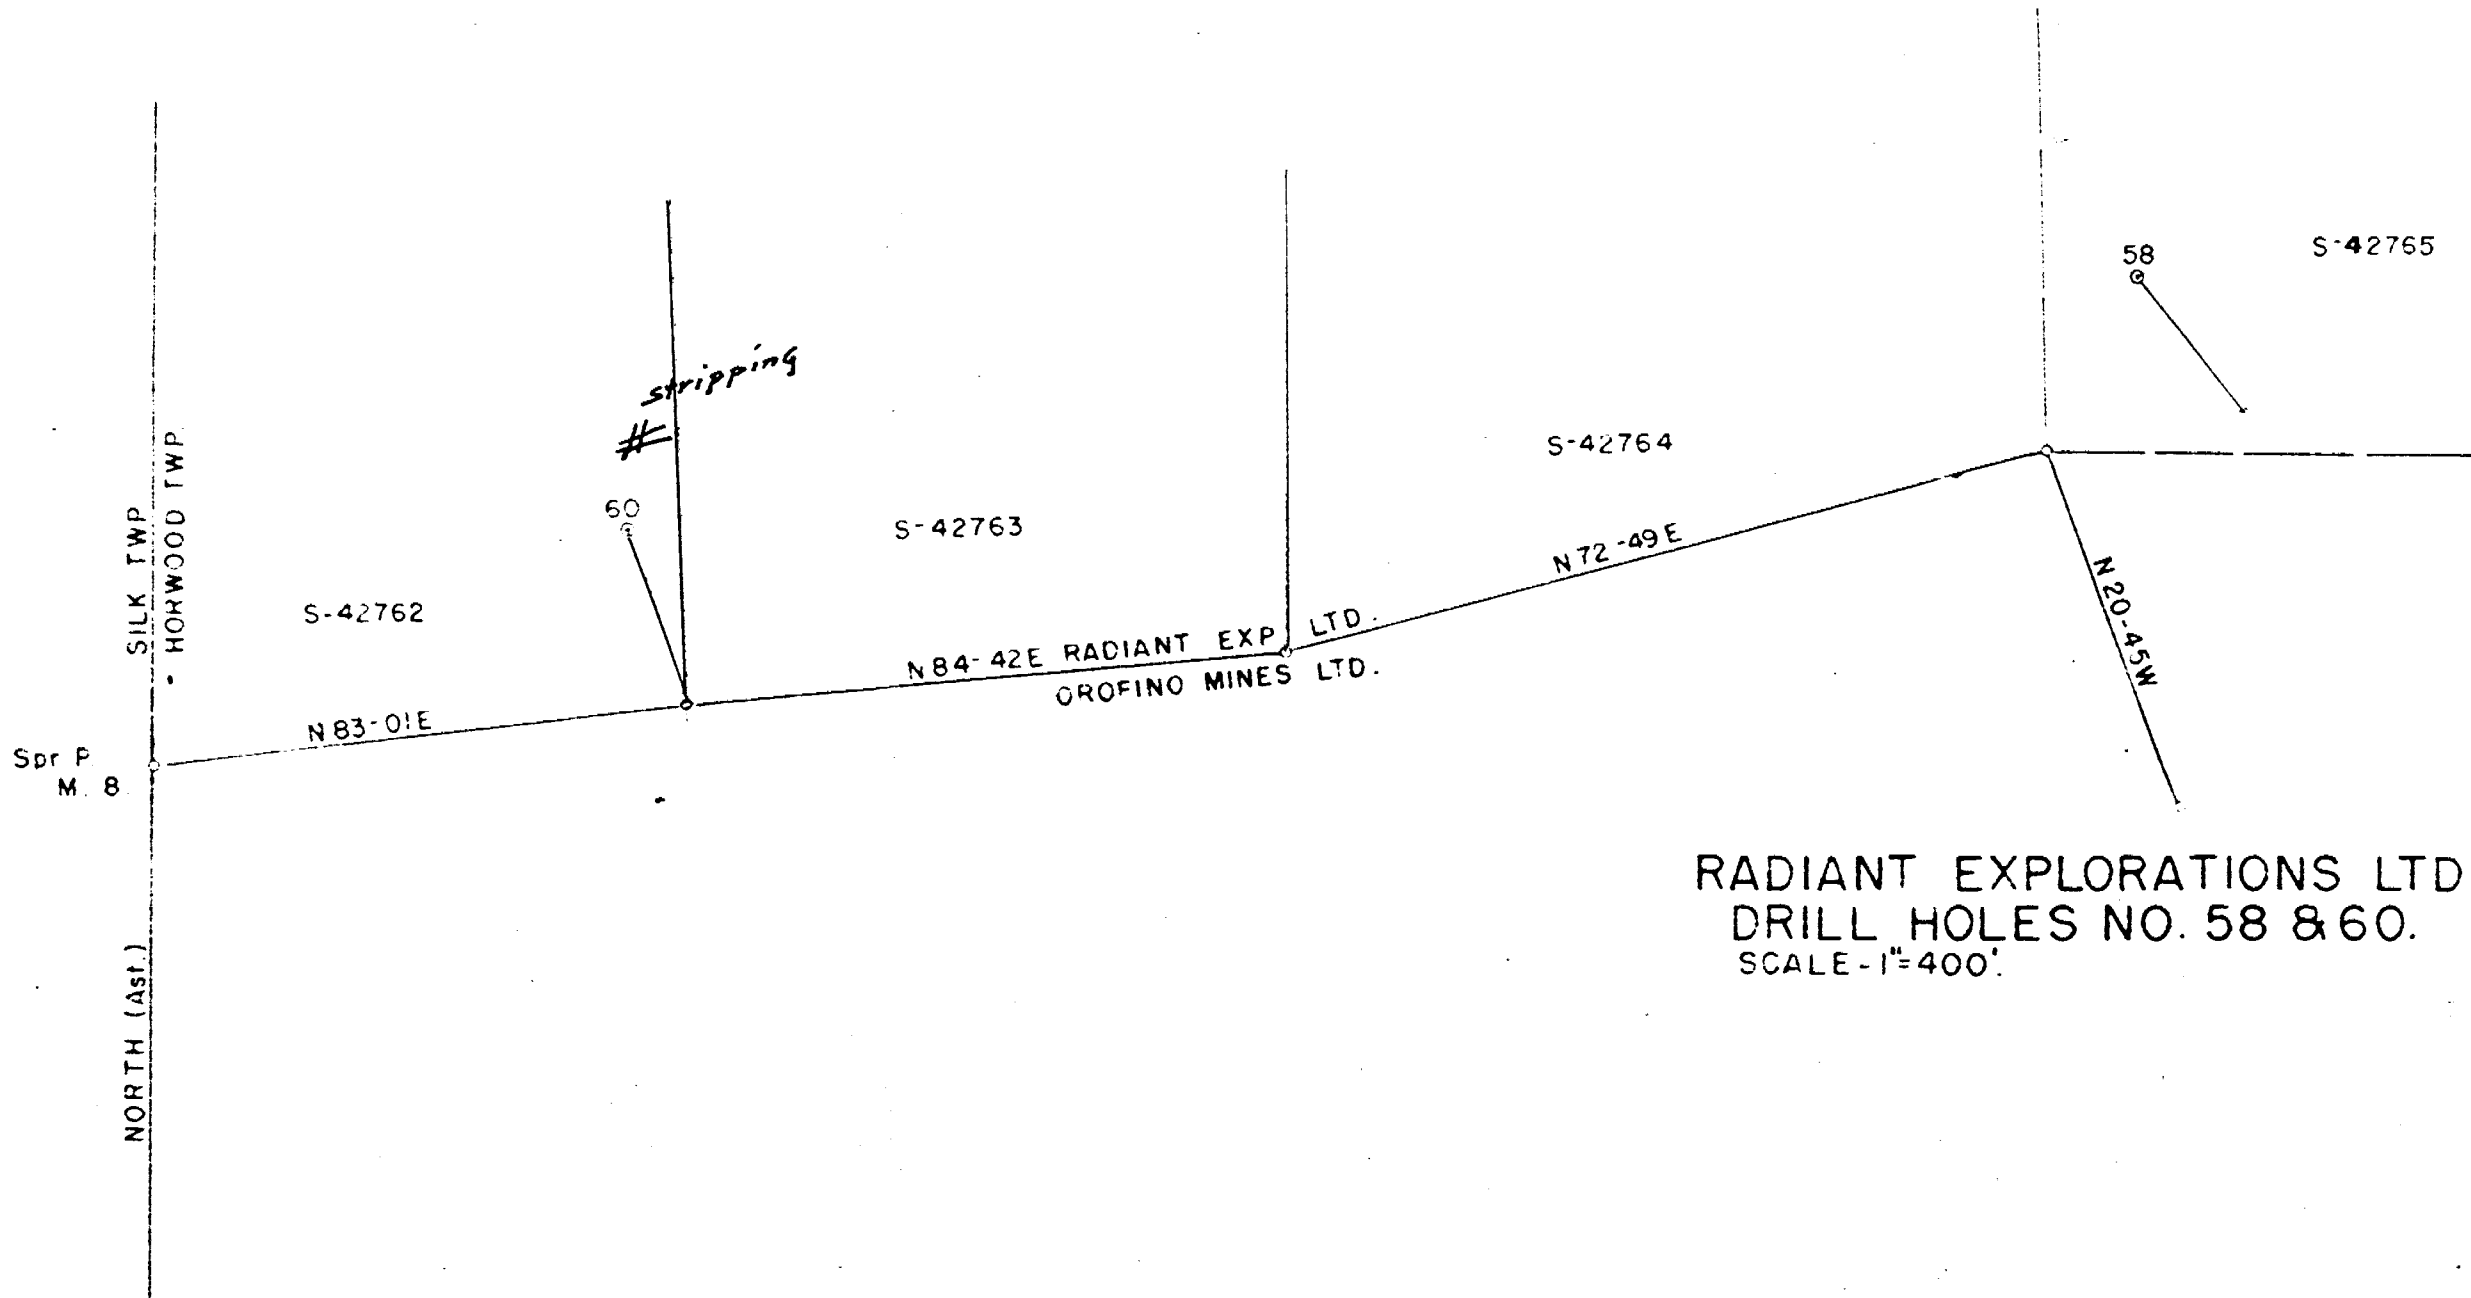 58
S-42765
stripping
#
S-42764
60
S-42763
SILK TWP
HORWOOD TWP
N 72-49E
S-42762
N 20-45W
N 84-42E RADIANT EXP LTD.
OROFINO MINES LTD.
N 83-01E
Spr P
M. 8.
RADIANT EXPLORATIONS LTD
DRILL HOLES NO. 58 & 60.
SCALE-1"=400'.
NORTH (Ast.)